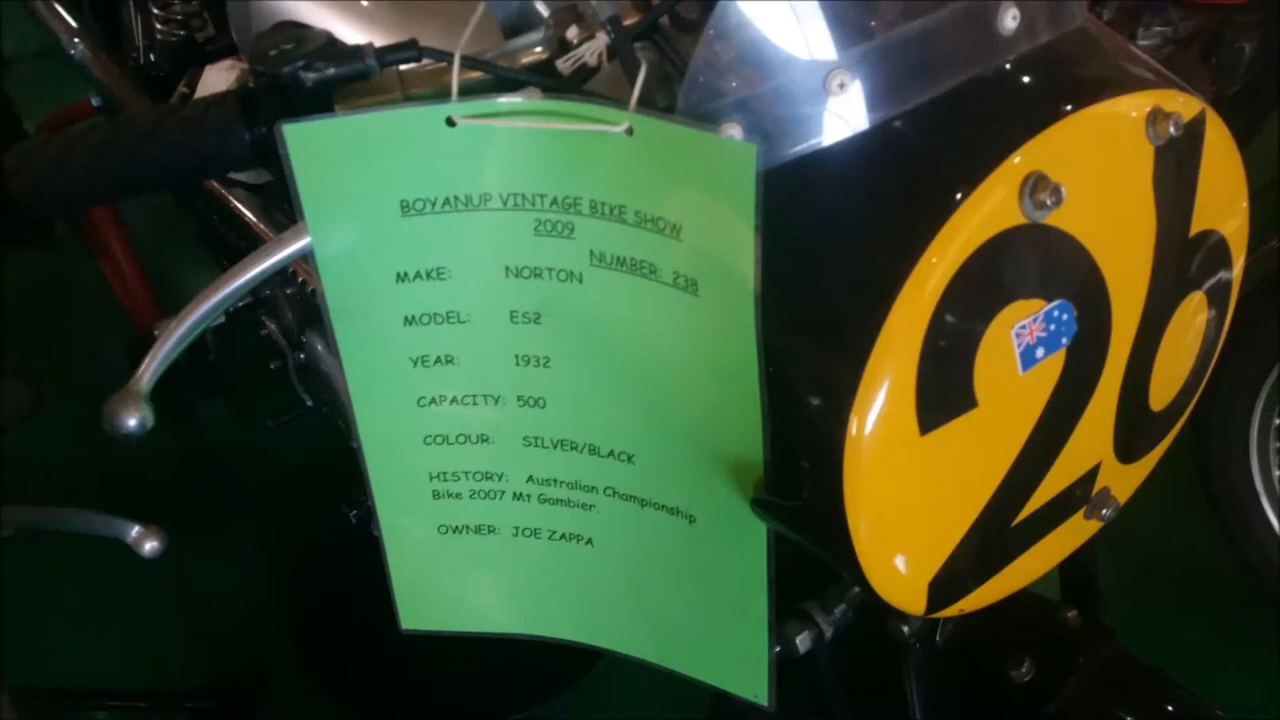 BOYANUP VINTAGE BIKE SHOW
2009
NUMBER: 238
MAKE: NORTON
MODEL: ES2
YEAR: 1932
CAPACITY: 500
COLOUR: SILVER/BLACK
HISTORY: Australian Championship
Bike 2007 Mt Gambier.
OWNER: JOE ZAPPA
26